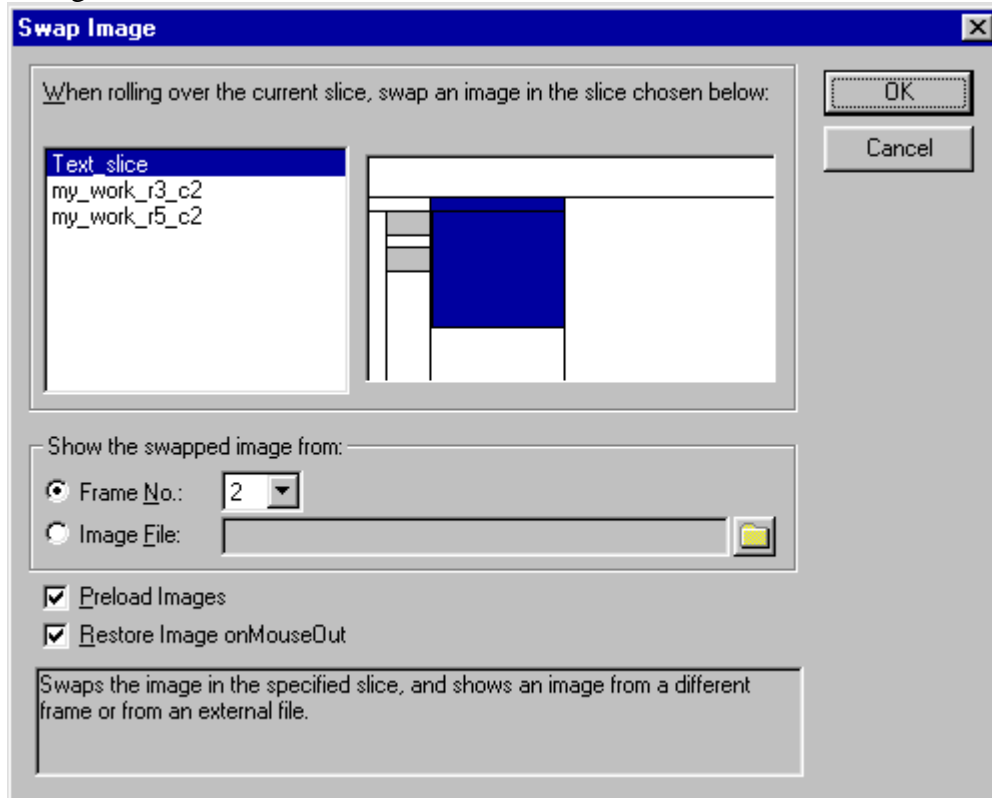 Swap Image
When rolling over the current slice, swap an image in the slice chosen below:
OK
Cancel
Text_slice
my_work_r3_c2
my_work_r5_c2
Show the swapped image from:
Frame No.: 2
Image File:
Preload Images
Restore Image onMouseOut
Swaps the image in the specified slice, and shows an image from a different
frame or from an external file.